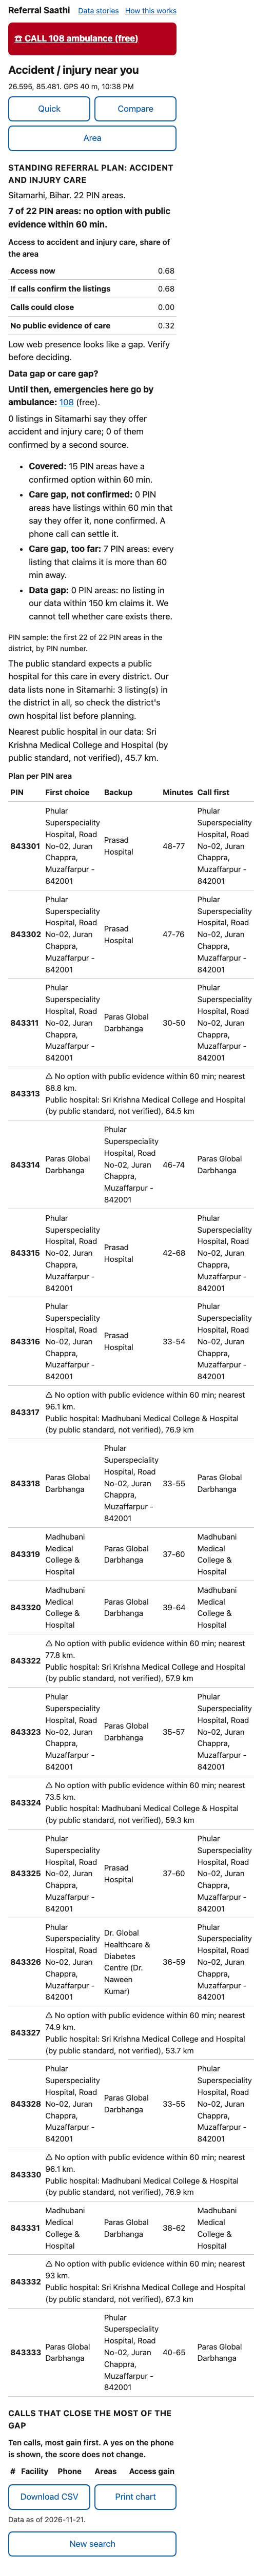 Referral Saathi Data stories How this works
☎ CALL 108 ambulance (free)
Accident / injury near you
26.595, 85.481. GPS 40 m, 10:38 PM
Quick Compare
Area
STANDING REFERRAL PLAN: ACCIDENT
AND INJURY CARE
Sitamarhi, Bihar. 22 PIN areas.
7 of 22 PIN areas: no option with public
evidence within 60 min.
Access to accident and injury care, share of
the area
Access now 0.68
If calls confirm the listings 0.68
Calls could close 0.00
No public evidence of care 0.32
Low web presence looks like a gap. Verify
before deciding.
Data gap or care gap?
Until then, emergencies here go by
ambulance: 108 (free).
0 listings in Sitamarhi say they offer
accident and injury care; 0 of them
confirmed by a second source.
• Covered: 15 PIN areas have a
confirmed option within 60 min.
• Care gap, not confirmed: 0 PIN
areas have listings within 60 min that
say they offer it, none confirmed. A
phone call can settle it.
• Care gap, too far: 7 PIN areas: every
listing that claims it is more than 60
min away.
• Data gap: 0 PIN areas: no listing in
our data within 150 km claims it. We
cannot tell whether care exists there.
PIN sample: the first 22 of 22 PIN areas in the
district, by PIN number.
The public standard expects a public
hospital for this care in every district. Our
data lists none in Sitamarhi: 3 listing(s) in
the district in all, so check the district's
own hospital list before planning.
Nearest public hospital in our data: Sri
Krishna Medical College and Hospital (by
public standard, not verified), 45.7 km.
Plan per PIN area
PIN First choice Backup Minutes Call first
843301 Phular Superspeciality Hospital, Road No-02, Juran Chappra, Muzaffarpur - 842001 Prasad Hospital 48-77 Phular Superspeciality Hospital, Road No-02, Juran Chappra, Muzaffarpur - 842001
843302 Phular Superspeciality Hospital, Road No-02, Juran Chappra, Muzaffarpur - 842001 Prasad Hospital 47-76 Phular Superspeciality Hospital, Road No-02, Juran Chappra, Muzaffarpur - 842001
843311 Phular Superspeciality Hospital, Road No-02, Juran Chappra, Muzaffarpur - 842001 Paras Global Darbhanga 30-50 Phular Superspeciality Hospital, Road No-02, Juran Chappra, Muzaffarpur - 842001
843313 ⚠ No option with public evidence within 60 min; nearest
88.8 km.
Public hospital: Sri Krishna Medical College and Hospital
(by public standard, not verified), 64.5 km
843314 Paras Global Darbhanga Phular Superspeciality Hospital, Road No-02, Juran Chappra, Muzaffarpur - 842001 46-74 Paras Global Darbhanga
843315 Phular Superspeciality Hospital, Road No-02, Juran Chappra, Muzaffarpur - 842001 Prasad Hospital 42-68 Phular Superspeciality Hospital, Road No-02, Juran Chappra, Muzaffarpur - 842001
843316 Phular Superspeciality Hospital, Road No-02, Juran Chappra, Muzaffarpur - 842001 Prasad Hospital 33-54 Phular Superspeciality Hospital, Road No-02, Juran Chappra, Muzaffarpur - 842001
843317 ⚠ No option with public evidence within 60 min; nearest
96.1 km.
Public hospital: Madhubani Medical College & Hospital
(by public standard, not verified), 76.9 km
843318 Paras Global Darbhanga Phular Superspeciality Hospital, Road No-02, Juran Chappra, Muzaffarpur - 842001 33-55 Paras Global Darbhanga
843319 Madhubani Medical College & Hospital Paras Global Darbhanga 37-60 Madhubani Medical College & Hospital
843320 Madhubani Medical College & Hospital Paras Global Darbhanga 39-64 Madhubani Medical College & Hospital
843322 ⚠ No option with public evidence within 60 min; nearest
77.8 km.
Public hospital: Sri Krishna Medical College and Hospital
(by public standard, not verified), 57.9 km
843323 Phular Superspeciality Hospital, Road No-02, Juran Chappra, Muzaffarpur - 842001 Paras Global Darbhanga 35-57 Phular Superspeciality Hospital, Road No-02, Juran Chappra, Muzaffarpur - 842001
843324 ⚠ No option with public evidence within 60 min; nearest
73.5 km.
Public hospital: Madhubani Medical College & Hospital
(by public standard, not verified), 59.3 km
843325 Phular Superspeciality Hospital, Road No-02, Juran Chappra, Muzaffarpur - 842001 Prasad Hospital 37-60 Phular Superspeciality Hospital, Road No-02, Juran Chappra, Muzaffarpur - 842001
843326 Phular Superspeciality Hospital, Road No-02, Juran Chappra, Muzaffarpur - 842001 Dr. Global Healthcare & Diabetes Centre (Dr. Naween Kumar) 36-59 Phular Superspeciality Hospital, Road No-02, Juran Chappra, Muzaffarpur - 842001
843327 ⚠ No option with public evidence within 60 min; nearest
74.9 km.
Public hospital: Sri Krishna Medical College and Hospital
(by public standard, not verified), 53.7 km
843328 Phular Superspeciality Hospital, Road No-02, Juran Chappra, Muzaffarpur - 842001 Paras Global Darbhanga 33-55 Phular Superspeciality Hospital, Road No-02, Juran Chappra, Muzaffarpur - 842001
843330 ⚠ No option with public evidence within 60 min; nearest
96.1 km.
Public hospital: Madhubani Medical College & Hospital
(by public standard, not verified), 76.9 km
843331 Madhubani Medical College & Hospital Paras Global Darbhanga 38-62 Madhubani Medical College & Hospital
843332 ⚠ No option with public evidence within 60 min; nearest
93 km.
Public hospital: Sri Krishna Medical College and Hospital
(by public standard, not verified), 67.3 km
843333 Paras Global Darbhanga Phular Superspeciality Hospital, Road No-02, Juran Chappra, Muzaffarpur - 842001 40-65 Paras Global Darbhanga
CALLS THAT CLOSE THE MOST OF THE
GAP
Ten calls, most gain first. A yes on the phone
is shown, the score does not change.
# Facility Phone Areas Access gain
Download CSV Print chart
Data as of 2026-11-21.
New search